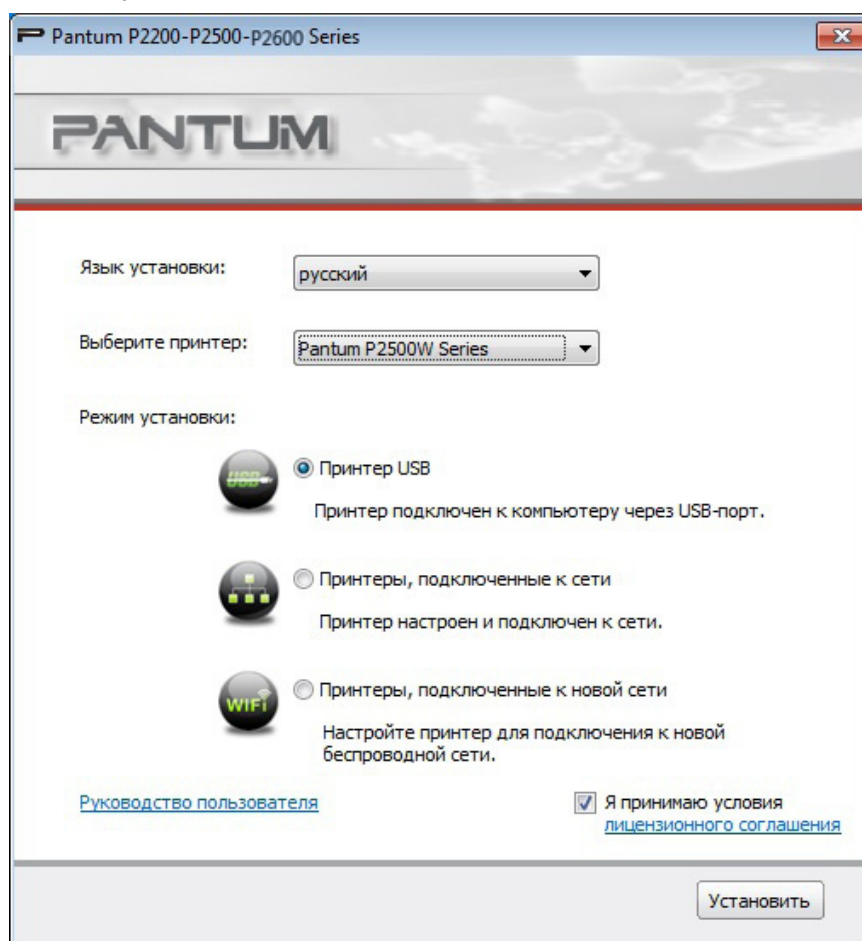 Pantum P2200-P2500-P2600 Series
PANTUM
Язык установки:
русский
Выберите принтер:
Pantum P2500W Series
Режим установки:
USB
Принтер USB
Принтер подключен к компьютеру через USB-порт.
Принтеры, подключенные к сети
Принтер настроен и подключен к сети.
WIFI
Принтеры, подключенные к новой сети
Настройте принтер для подключения к новой
беспроводной сети.
Руководство пользователя
Я принимаю условия
лицензионного соглашения
Установить